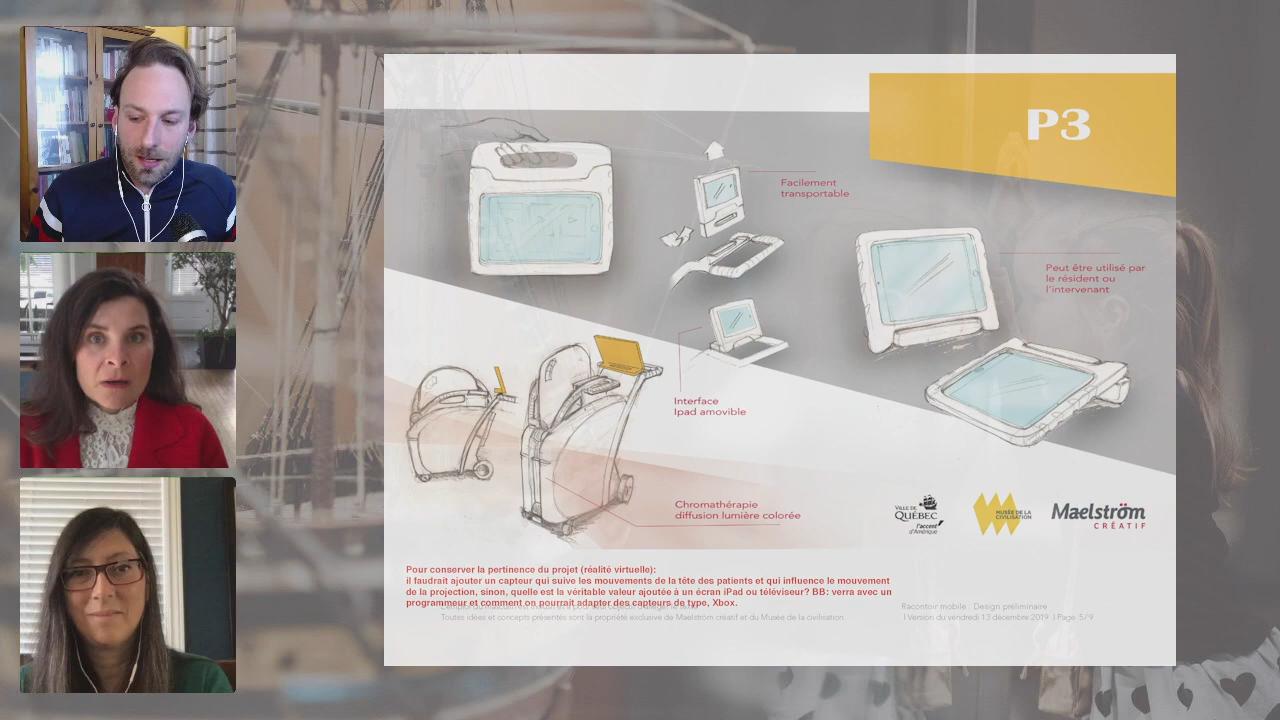 P3
Facilement
transportable
Peut être utilisé par
le résident ou
l'intervenant
Interface
Ipad amovible
Chromathérapie
diffusion lumière colorée
VILLE DE
QUÉBEC
l'accent
d'Amérique
MUSÉE DE LA
CIVILISATION
Maelström
CRÉATIF
Pour conserver la pertinence du projet (réalité virtuelle):
il faudrait ajouter un capteur qui suive les mouvements de la tête des patients et qui influence le mouvement
de la projection, sinon, quelle est la véritable valeur ajoutée à un écran iPad ou téléviseur? BB: verra avec un
programmeur et comment on pourrait adapter des capteurs de type, Xbox.
Toutes idées et concepts présentés sont la propriété exclusive de Maelström créatif et du Musée de la civilisation
Racontoir mobile : Design préliminaire
| Version du vendredi 13 décembre 2019 | Page 5/9